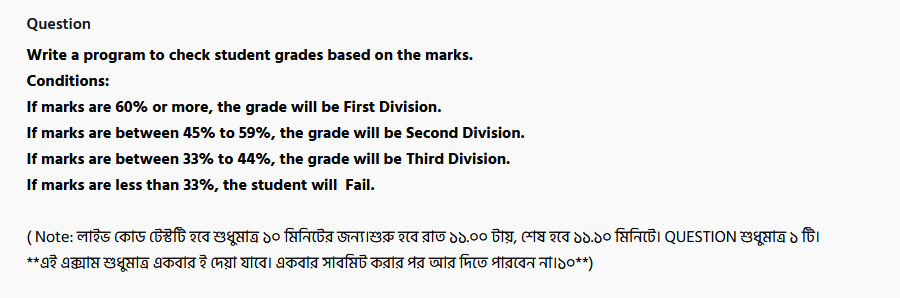 Question
Write a program to check student grades based on the marks.
Conditions:
If marks are 60% or more, the grade will be First Division.
If marks are between 45% to 59%, the grade will be Second Division.
If marks are between 33% to 44%, the grade will be Third Division.
If marks are less than 33%, the student will Fail.
( Note: লাইভ কোড টেস্টটি হবে শুধুমাত্র ১০ মিনিটের জন্য।শুরু হবে রাত ১১.০০ টায়, শেষ হবে ১১.১০ মিনিটে। QUESTION শুধুমাত্র ১ টি।
**এই এক্সাম শুধুমাত্র একবার ই দেয়া যাবে। একবার সাবমিট করার পর আর দিতে পারবেন না।১০**)